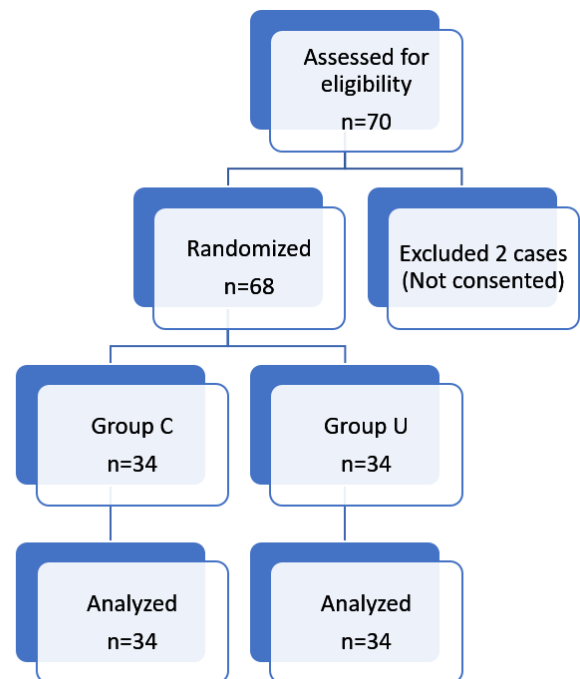 Assessed for
eligibility
n=70
Randomized
n=68
Excluded 2 cases
(Not consented)
Group C
n=34
Group U
n=34
Analyzed
n=34
Analyzed
n=34